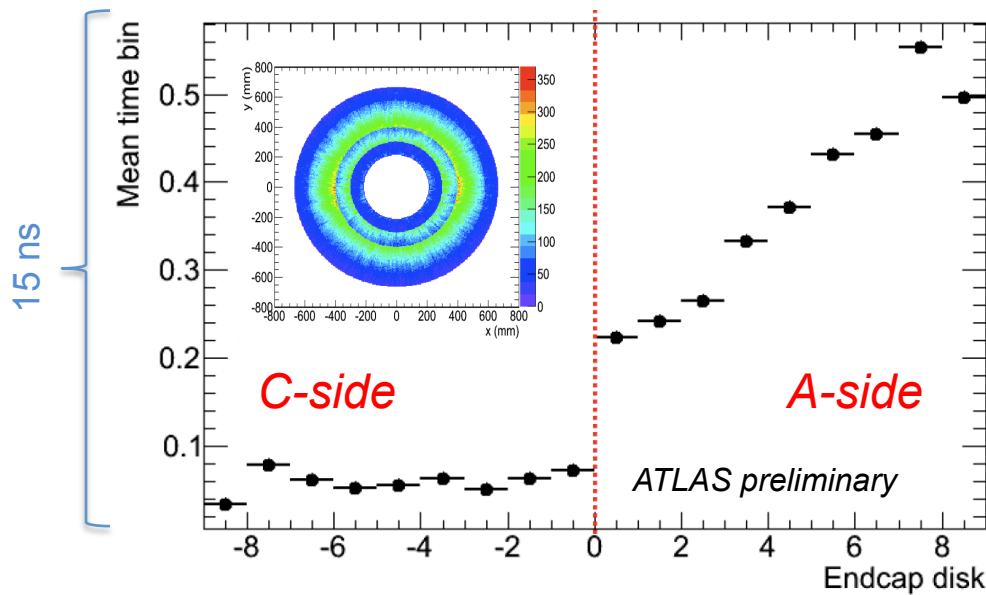 15 ns
Mean time bin
0.5
0.4
0.3
0.2
0.1
y (mm)
800
600
400
200
0
-200
-400
-600
-800
-800 -600 -400 -200 0 200 400 600 800
x (mm)
350
300
250
200
150
100
50
0
C-side
A-side
ATLAS preliminary
-8 -6 -4 -2 0 2 4 6 8
Endcap disk